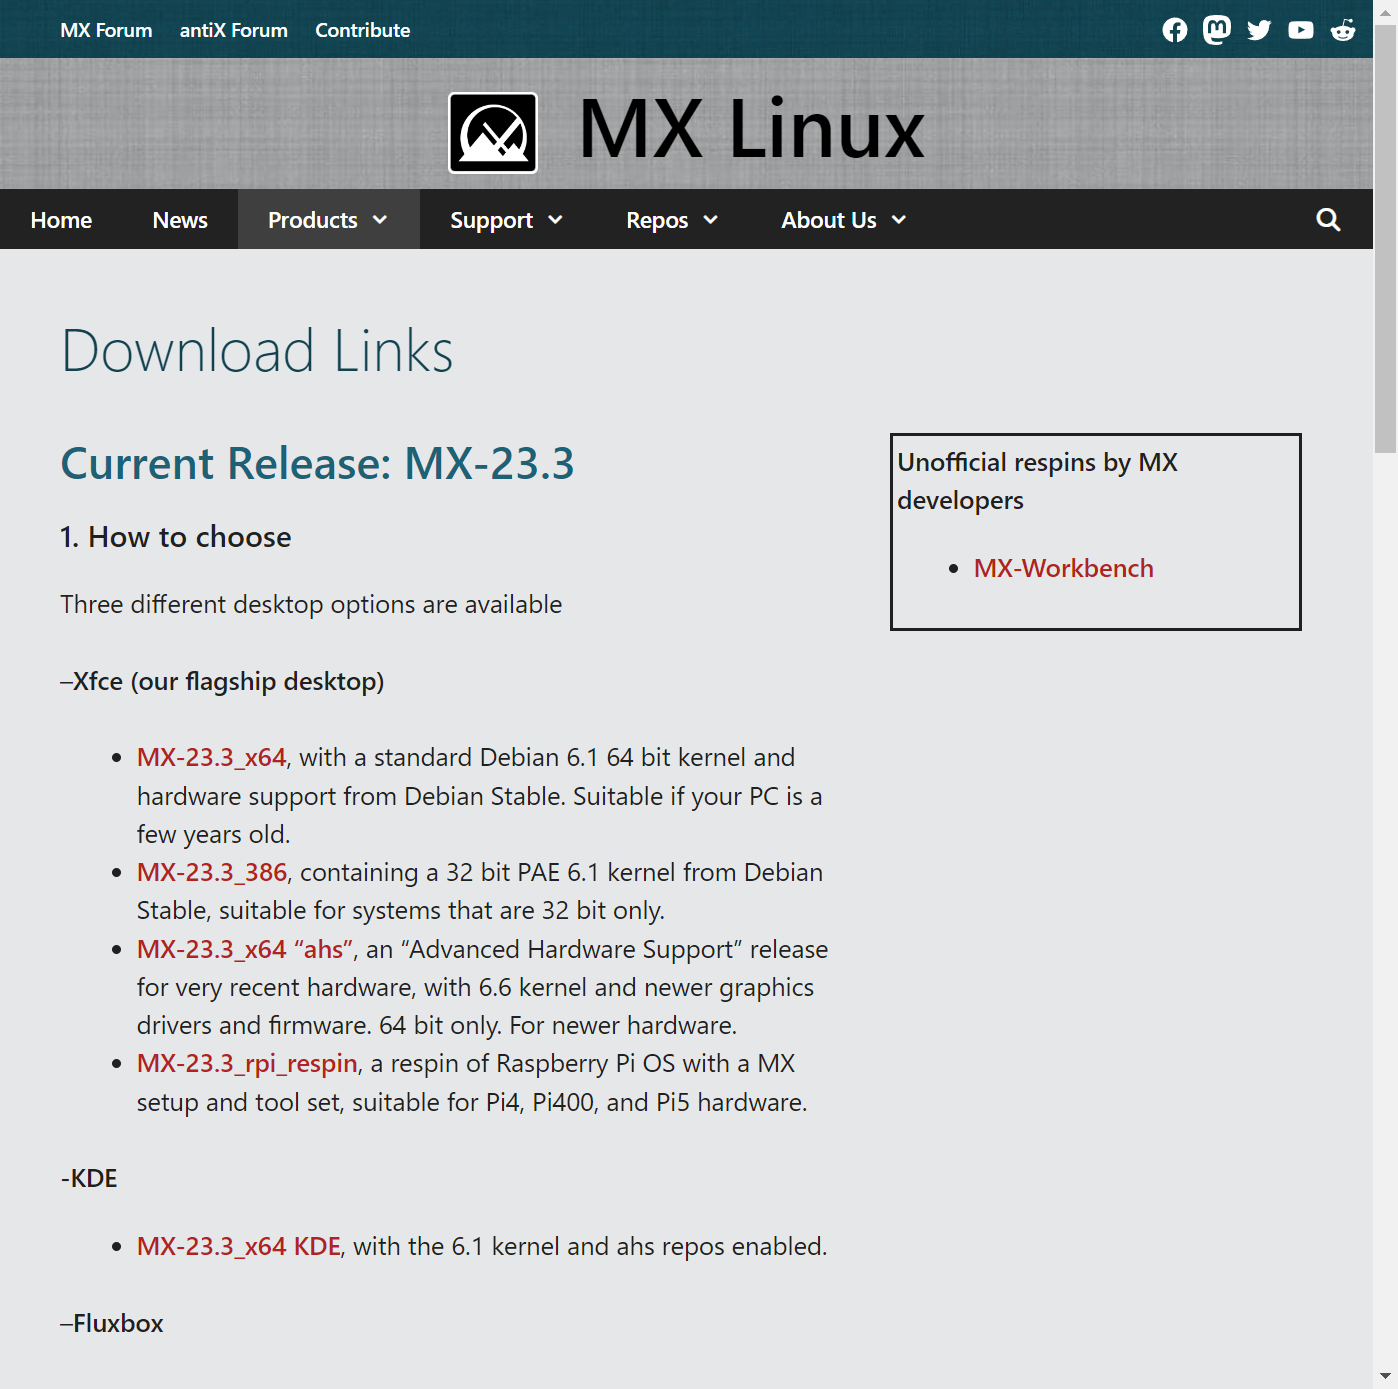 MX Forum antiX Forum Contribute
MX Linux
Home News Products Support Repos About Us
Download Links
Current Release: MX-23.3
1. How to choose
Three different desktop options are available
–Xfce (our flagship desktop)
MX-23.3_x64, with a standard Debian 6.1 64 bit kernel and
hardware support from Debian Stable. Suitable if your PC is a
few years old.
MX-23.3_386, containing a 32 bit PAE 6.1 kernel from Debian
Stable, suitable for systems that are 32 bit only.
MX-23.3_x64 “ahs”, an “Advanced Hardware Support” release
for very recent hardware, with 6.6 kernel and newer graphics
drivers and firmware. 64 bit only. For newer hardware.
MX-23.3_rpi_respin, a respin of Raspberry Pi OS with a MX
setup and tool set, suitable for Pi4, Pi400, and Pi5 hardware.
-KDE
MX-23.3_x64 KDE, with the 6.1 kernel and ahs repos enabled.
–Fluxbox
Unofficial respins by MX
developers
MX-Workbench